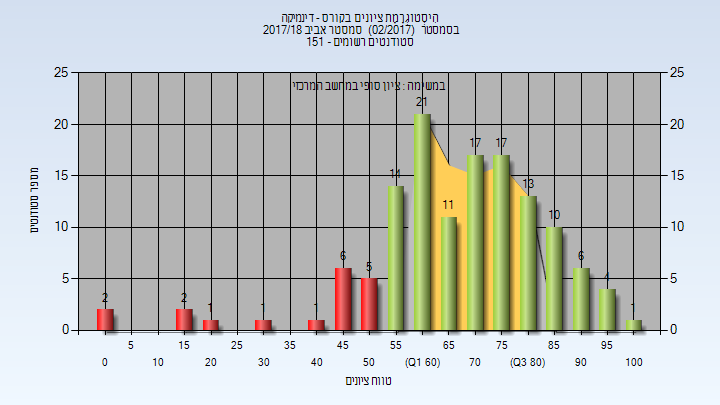 היסטוגרמת ציונים בקורס - דינמיקה
בסמסטר (02/2017) סמסטר אביב 2017/18
סטודנטים רשומים - 151
במשימה : ציון סופי במחשב המרכזי
מספר סטודנטים
25 20 15 10 5 0
25 20 15 10 5 0
2 2 1 1 1 6 5 14 21 11 17 17 13 10 6 4 1
5 15 25 35 45 55 65 75 85 95
0 10 20 30 40 50 (Q1 60) 70 (Q3 80) 90 100
טווח ציונים